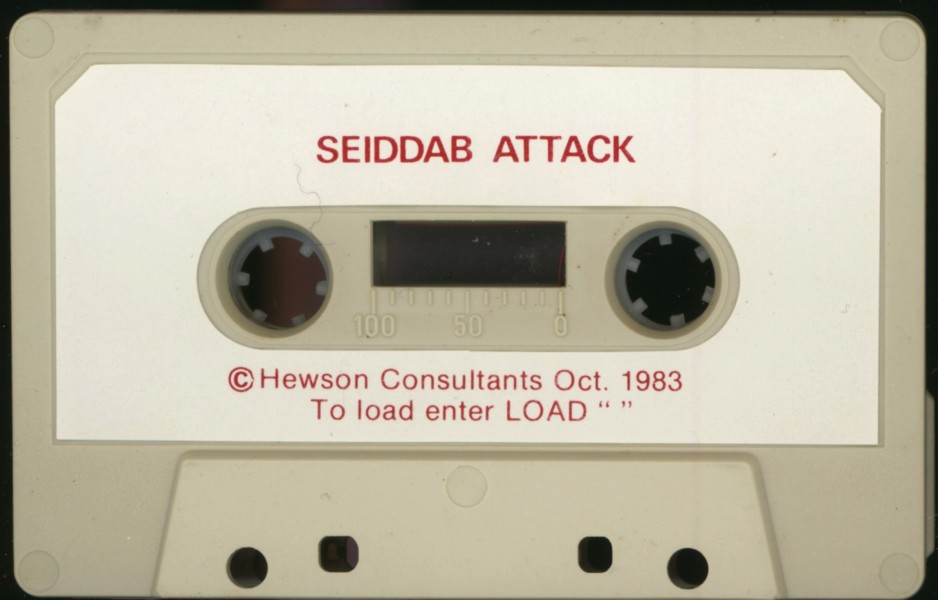 SEIDDAB ATTACK
100 50 0
©Hewson Consultants Oct. 1983
To load enter LOAD “ ”